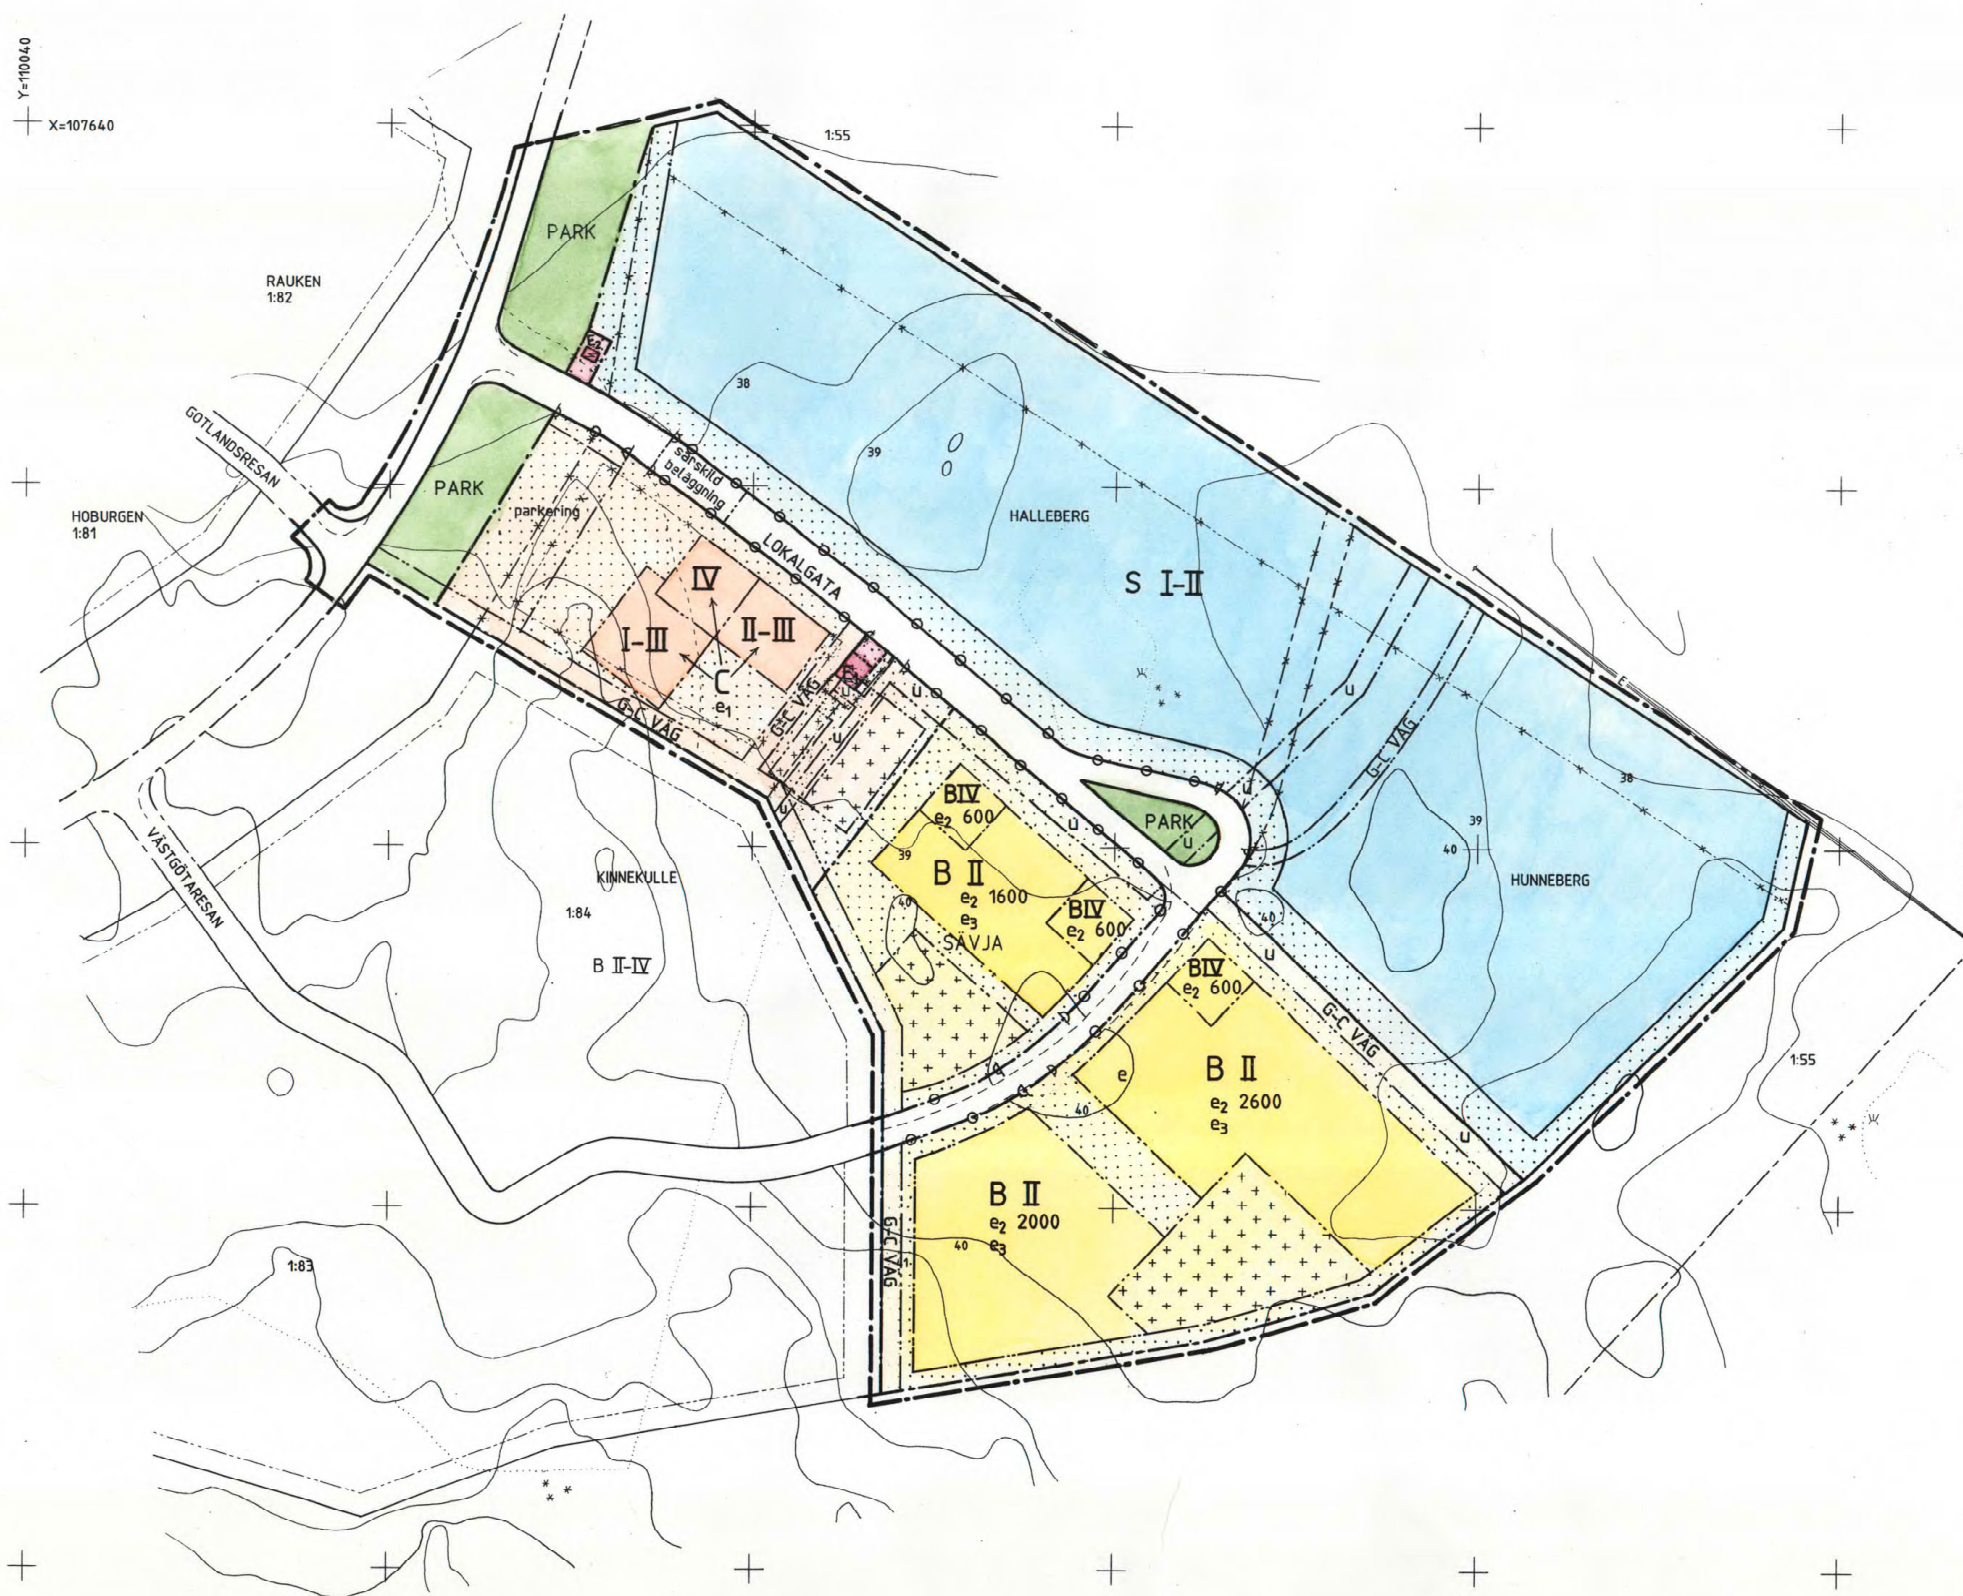 Y=110040
X=107640
1:55
PARK
RAUKEN
1:82
38
GOTLANDSRESAN
39
särskild
beläggning
PARK
parkering
HOBURGEN
1:81
HALLEBERG
LOKALGATA
IV
S I-II
I-III
II-III
C
e1
u
u
G-C VÄG
G-C VÄG
u
u
u
G-C VÄG
38
BIV
e2 600
u
PARK
u
u
39
40
VÄSTGÖTARESAN
KINNEKULLE
1:84
39
B II
e2 1600
e3
40
BIV
e2 600
HUNNEBERG
40
SÄVJA
B II-IV
u
BIV
e2 600
G-C VÄG
1:55
e
B II
e2 2600
e3
40
u
B II
e2 2000
e3
40
G-C VÄG
1:83
E